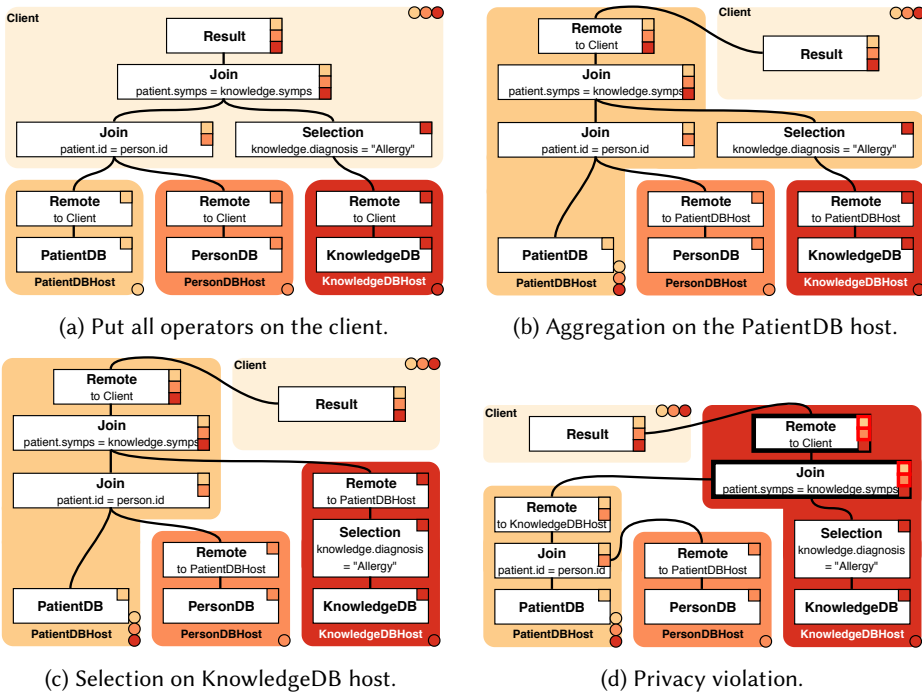 Client
Result
Join
patient.symps = knowledge.symps
Join
patient.id = person.id
Selection
knowledge.diagnosis = "Allergy"
Remote
to Client
Remote
to Client
Remote
to Client
PatientDB
PersonDB
KnowledgeDB
PatientDBHost
PersonDBHost
KnowledgeDBHost
(a) Put all operators on the client.
Client
Remote
to Client
Result
Join
patient.symps = knowledge.symps
Join
patient.id = person.id
Selection
knowledge.diagnosis = "Allergy"
Remote
to PatientDBHost
Remote
to PatientDBHost
PatientDB
PersonDB
KnowledgeDB
PatientDBHost
PersonDBHost
KnowledgeDBHost
(b) Aggregation on the PatientDB host.
Client
Remote
to Client
Result
Join
patient.symps = knowledge.symps
Join
patient.id = person.id
Remote
to PatientDBHost
Selection
knowledge.diagnosis
= "Allergy"
Remote
to PatientDBHost
PatientDB
PersonDB
KnowledgeDB
PatientDBHost
PersonDBHost
KnowledgeDBHost
(c) Selection on KnowledgeDB host.
Client
Result
Remote
to Client
Join
patient.symps = knowledge.symps
Remote
to KnowledgeDBHost
Join
patient.id = person.id
Remote
to PatientDBHost
Selection
knowledge.diagnosis
= "Allergy"
PatientDB
PersonDB
KnowledgeDB
PatientDBHost
PersonDBHost
KnowledgeDBHost
(d) Privacy violation.